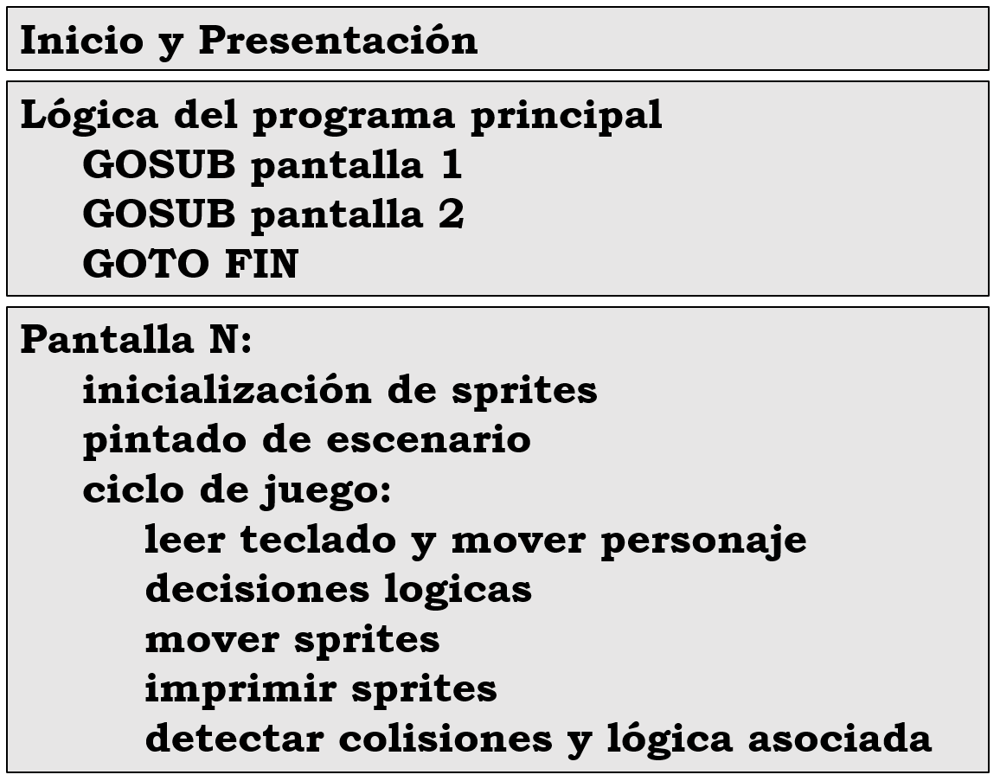 Inicio y Presentación
Lógica del programa principal
GOSUB pantalla 1
GOSUB pantalla 2
GOTO FIN
Pantalla N:
inicialización de sprites
pintado de escenario
ciclo de juego:
leer teclado y mover personaje
decisiones logicas
mover sprites
imprimir sprites
detectar colisiones y lógica asociada